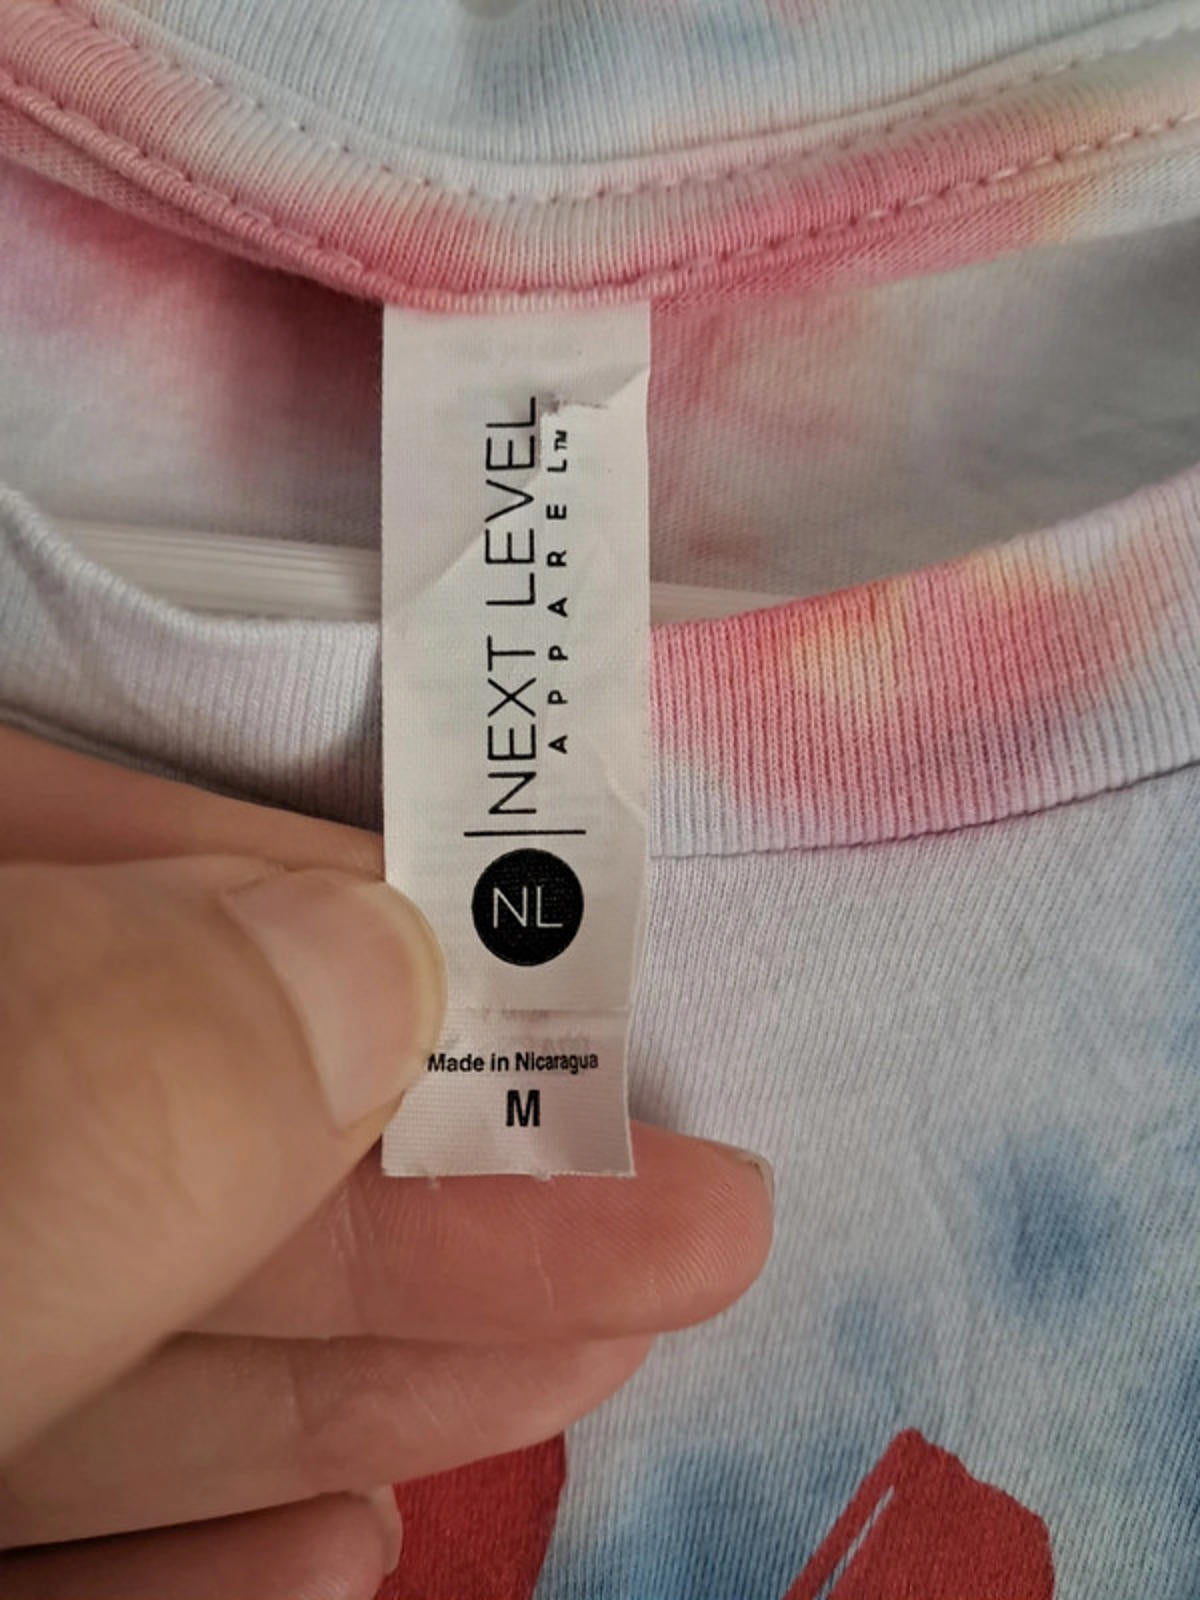 NEXT LEVEL
APPAREL™
NL
Made in Nicaragua
M